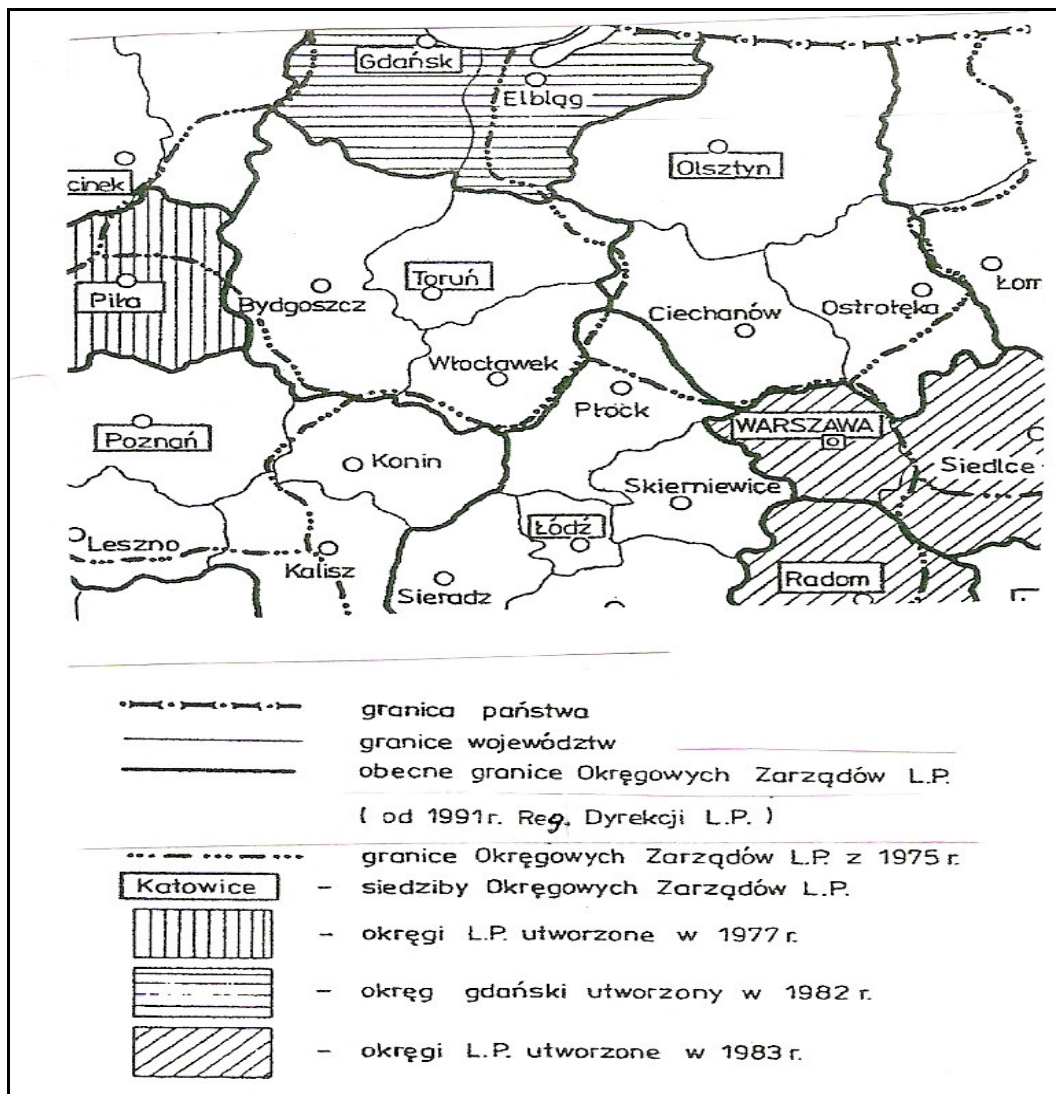 Gdańsk
Elbląg
cinek
Olsztyn
Piła
Bydgoszcz
Toruń
Ciechanów
Ostrołęka
Łom
Włocławek
Płock
Poznań
WARSZAWA
Konin
Siedlce
Skierniewice
Leszno
Łódź
Kalisz
Sieradz
Radom
granica państwa
granice województw
obecne granice Okręgowych Zarządów L.P.
( od 1991 r. Reg. Dyrekcji L.P. )
granice Okręgowych Zarządów L.P. z 1975 r.
Katowice - siedziby Okręgowych Zarządów L.P.
- okręgi L.P. utworzone w 1977 r.
- okręg gdański utworzony w 1982 r.
- okręgi L.P. utworzone w 1983 r.